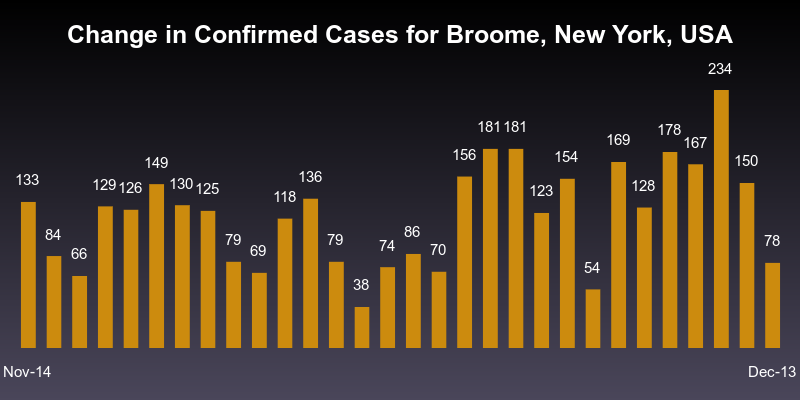 Change in Confirmed Cases for Broome, New York, USA
133 84 66 129 126 149 130 125 79 69 118 136 79 38 74 86 70 156 181 181 123 154 54 169 128 178 167 234 150 78
Nov-14 Dec-13